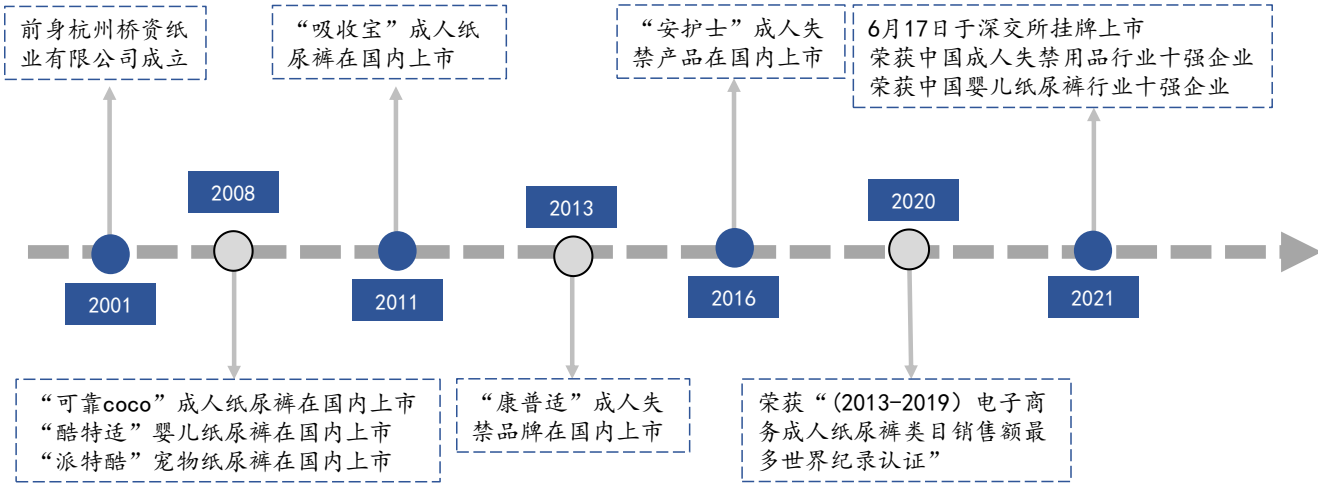 前身杭州桥资纸
业有限公司成立
“吸收宝”成人纸
尿裤在国内上市
“安护士”成人失
禁产品在国内上市
6月17日于深交所挂牌上市
荣获中国成人失禁用品行业十强企业
荣获中国婴儿纸尿裤行业十强企业
2008
2013
2020
2001
2011
2016
2021
“可靠coco”成人纸尿裤在国内上市
“酷特适”婴儿纸尿裤在国内上市
“派特酷”宠物纸尿裤在国内上市
“康普适”成人失
禁品牌在国内上市
荣获“(2013-2019）电子商
务成人纸尿裤类目销售额最
多世界纪录认证”